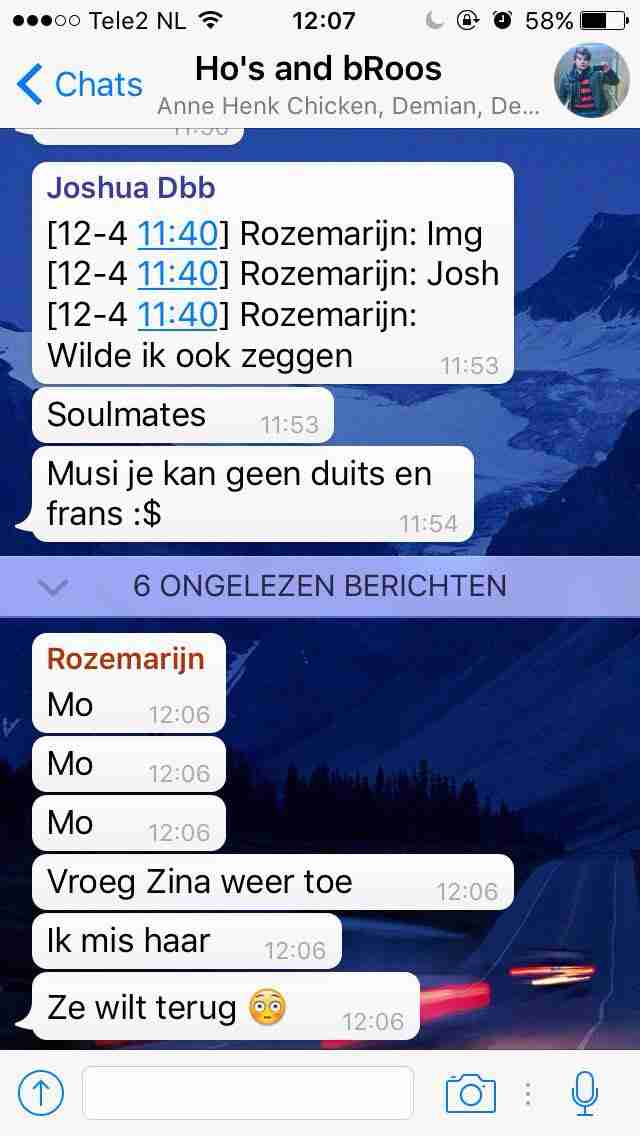 Tele2 NL 12:07 58%
Chats
Ho's and bRoos
Anne Henk Chicken, Demian, De...
Joshua Dbb
[12-4 11:40] Rozemarijn: Img
[12-4 11:40] Rozemarijn: Josh
[12-4 11:40] Rozemarijn:
Wilde ik ook zeggen 11:53
Soulmates 11:53
Musi je kan geen duits en
frans :$ 11:54
6 ONGELEZEN BERICHTEN
Rozemarijn
Mo 12:06
Mo 12:06
Mo 12:06
Vroeg Zina weer toe 12:06
Ik mis haar 12:06
Ze wilt terug 😳 12:06